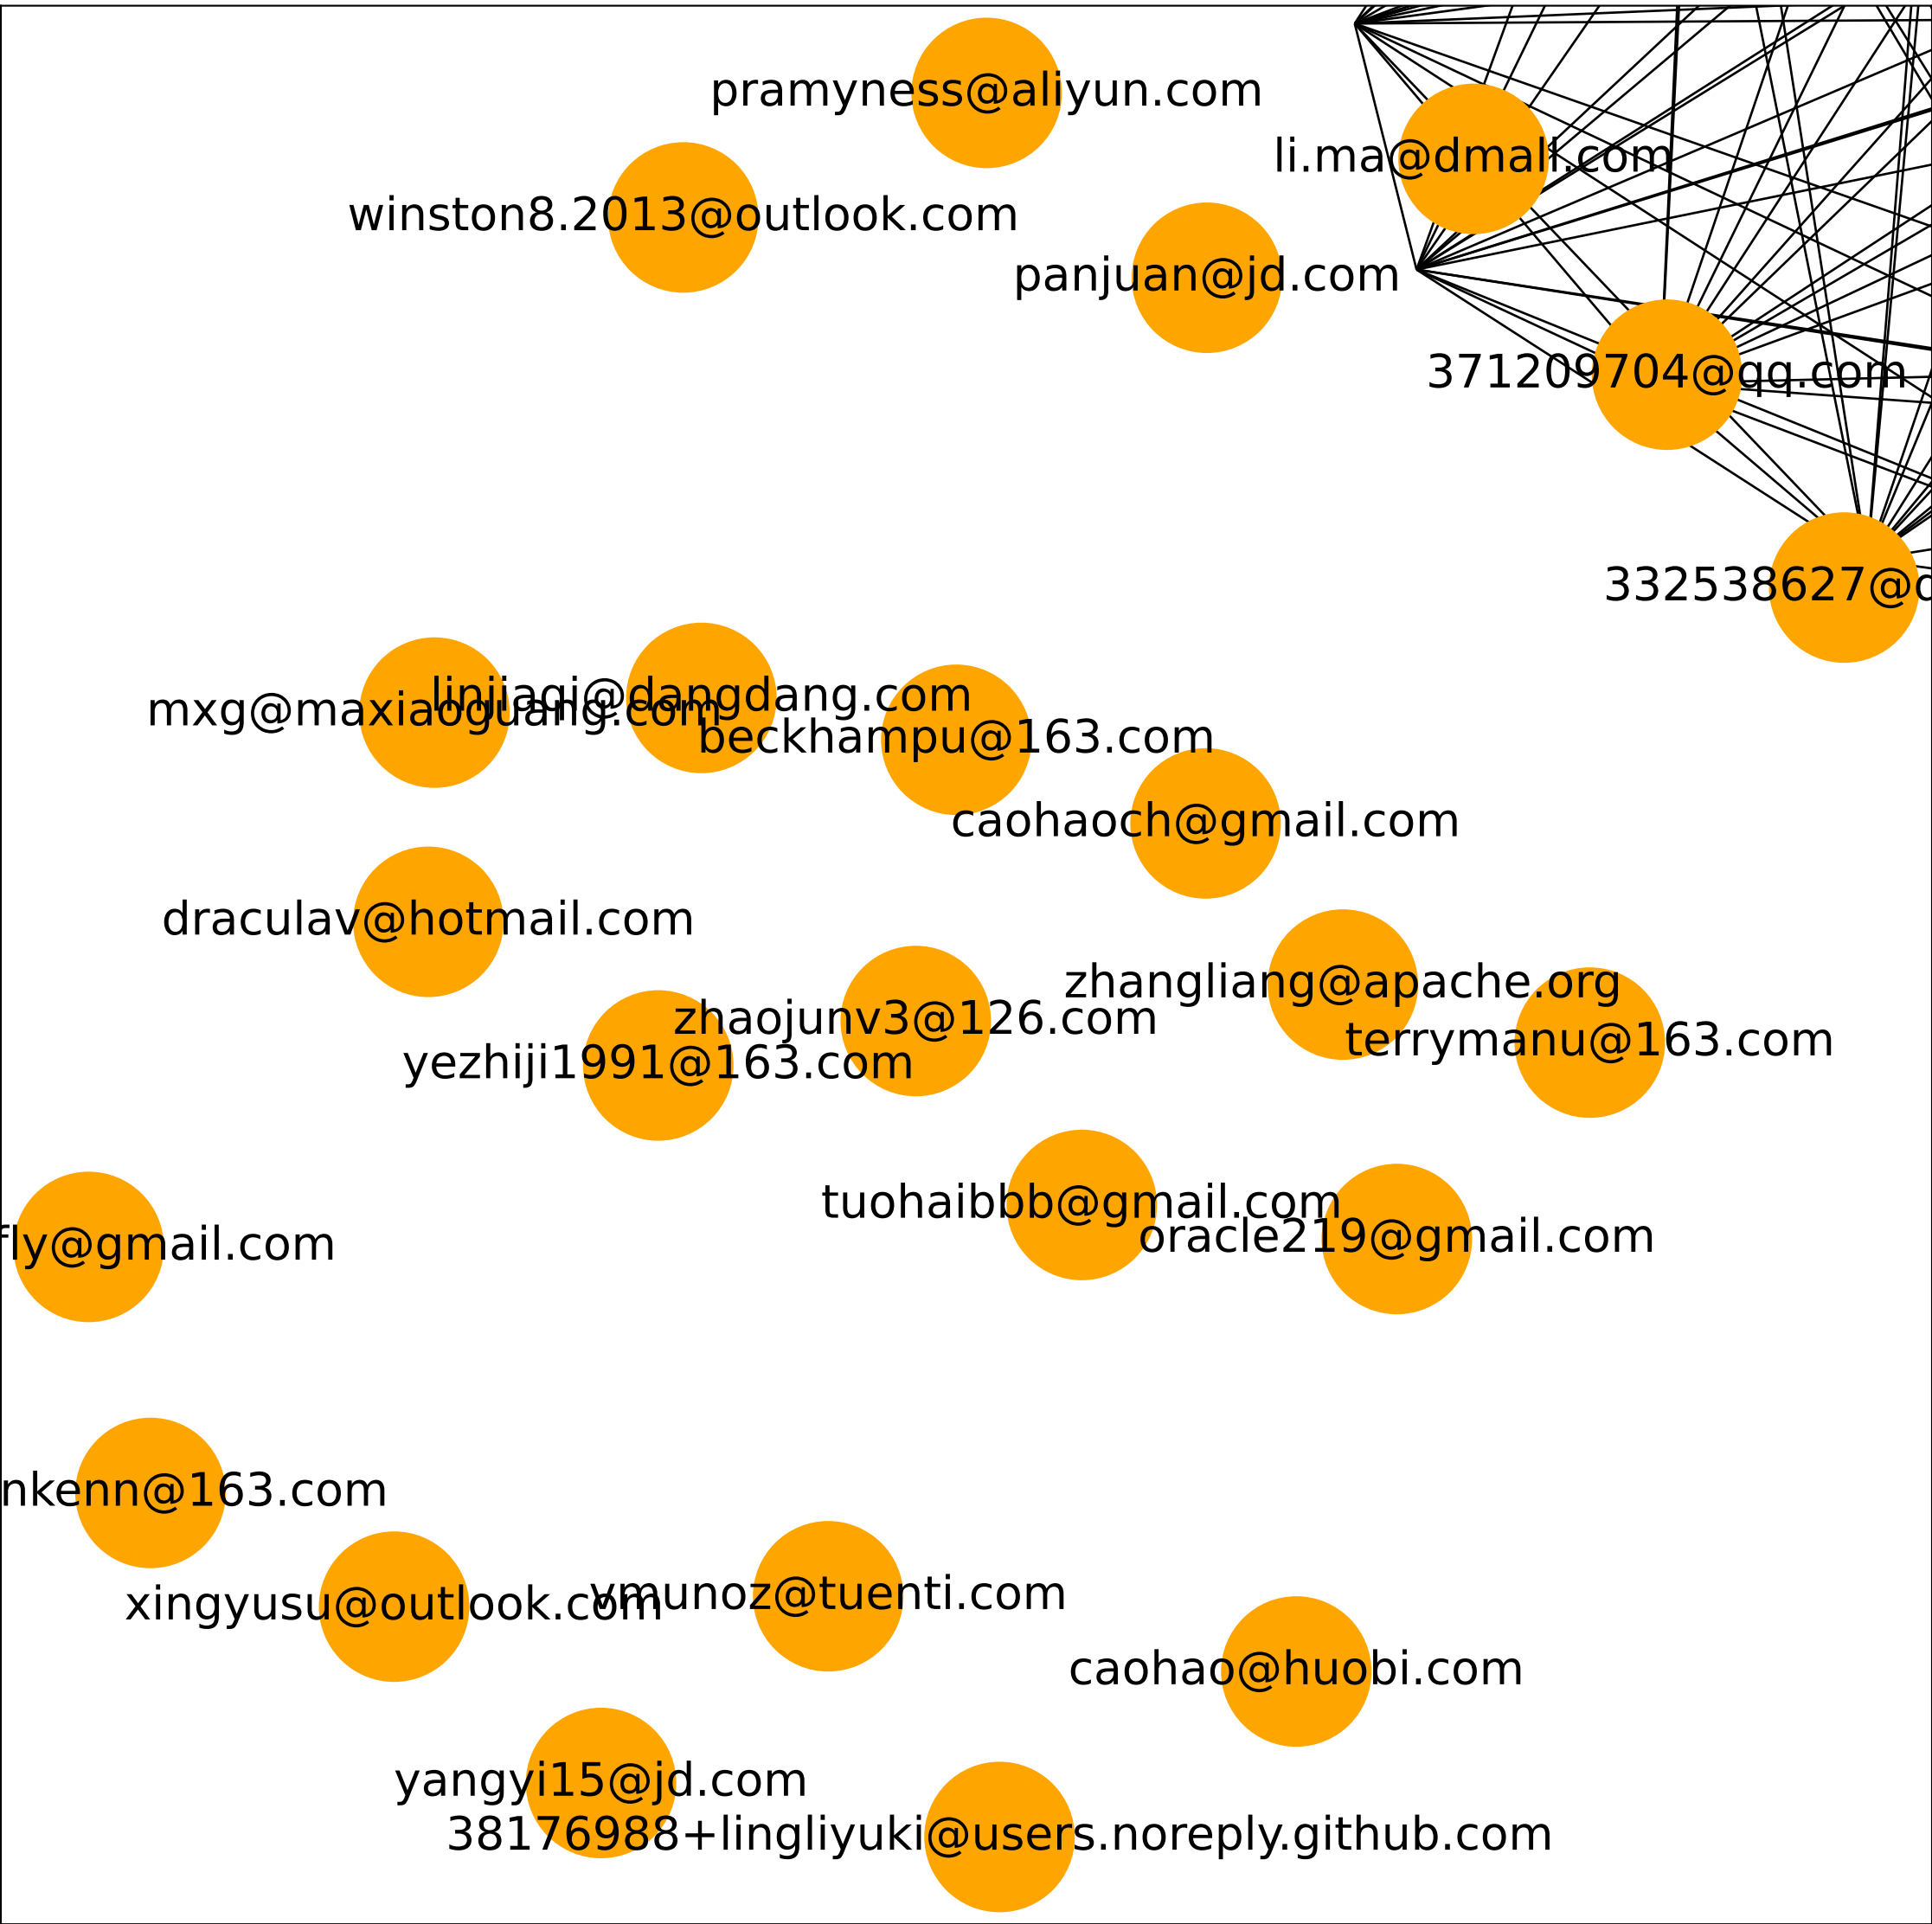 pramyness@aliyun.com
li.ma@dmall.com
winston8.2013@outlook.com
panjuan@jd.com
371209704@qq.com
332538627@
linjiaqi@dangdang.com
mxg@maxiaoguang.com
beckhampu@163.com
caohaoch@gmail.com
draculav@hotmail.com
zhangliang@apache.org
zhaojunv3@126.com
terrymanu@163.com
yezhiji1991@163.com
tuohaibbb@gmail.com
oracle219@gmail.com
fly@gmail.com
nkenn@163.com
vmunoz@tuenti.com
xingyusu@outlook.com
caohao@huobi.com
yangyi15@jd.com
38176988+lingliyuki@users.noreply.github.com